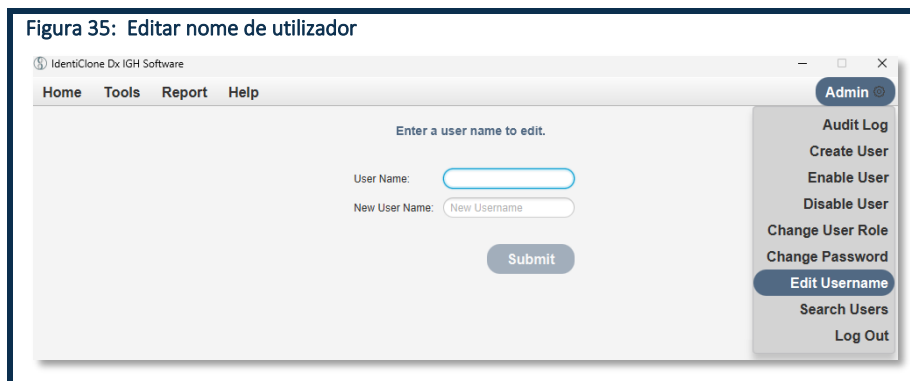 Figura 35: Editar nome de utilizador
IdentiClone Dx IGH Software
Home Tools Report Help Admin
Enter a user name to edit.
User Name:
New User Name: New Username
Submit
Audit Log
Create User
Enable User
Disable User
Change User Role
Change Password
Edit Username
Search Users
Log Out